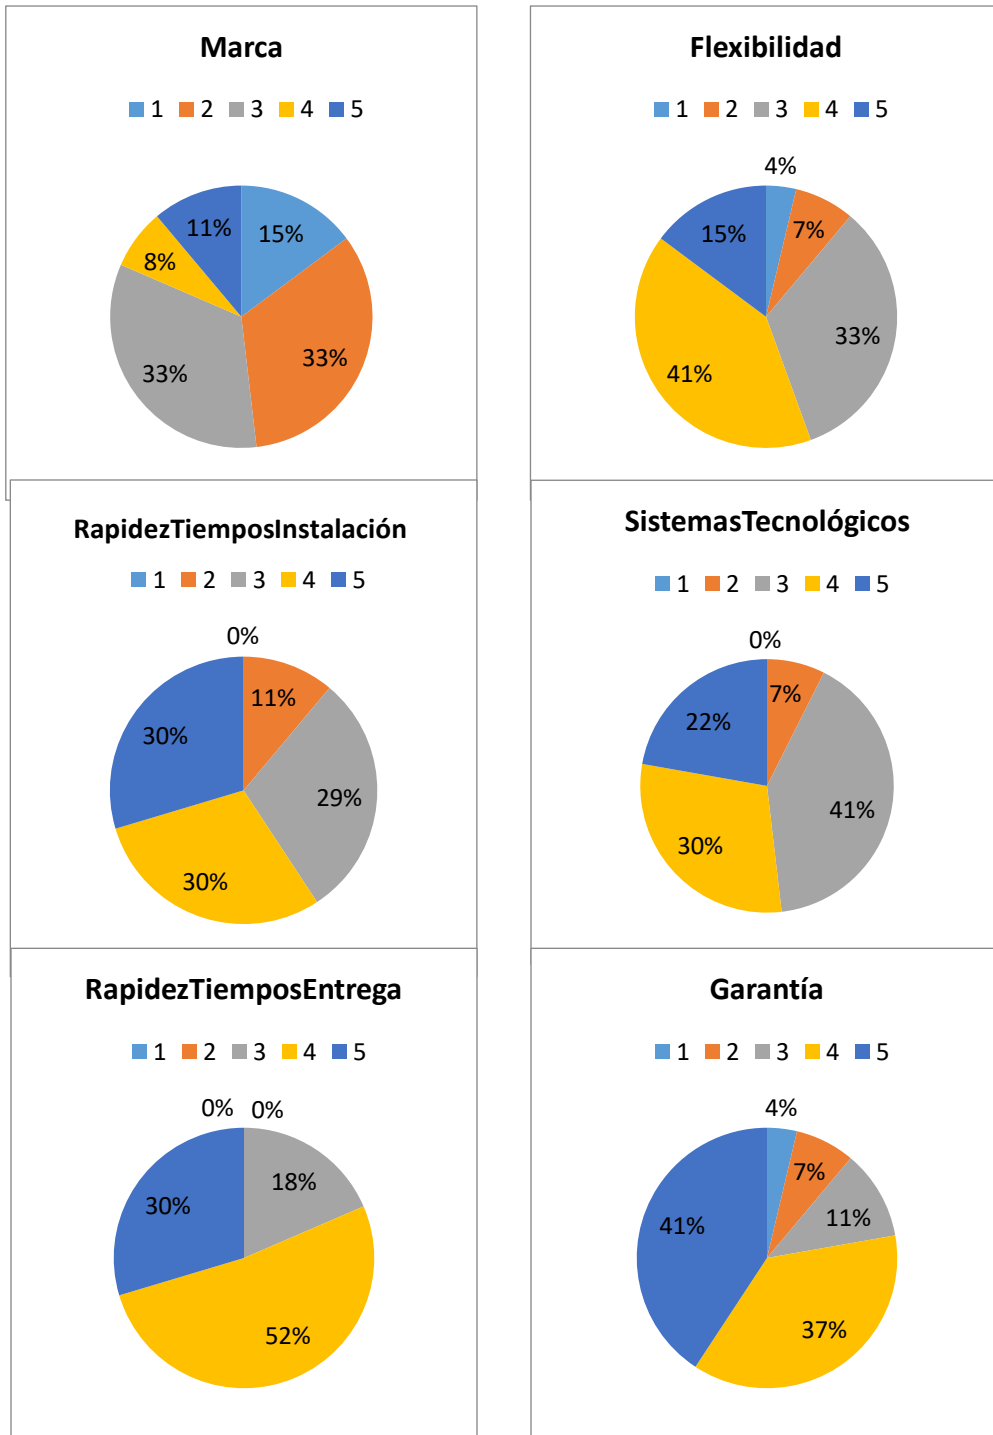 Marca
1 2 3 4 5
11% 15%
8%
33%
33%
Flexibilidad
1 2 3 4 5
4%
7%
15%
33%
41%
RapidezTiemposInstalación
1 2 3 4 5
0%
11%
30%
29%
30%
SistemasTecnológicos
1 2 3 4 5
0%
7%
22%
41%
30%
RapidezTiemposEntrega
1 2 3 4 5
0% 0%
18%
30%
52%
Garantía
1 2 3 4 5
4%
7%
11%
41%
37%